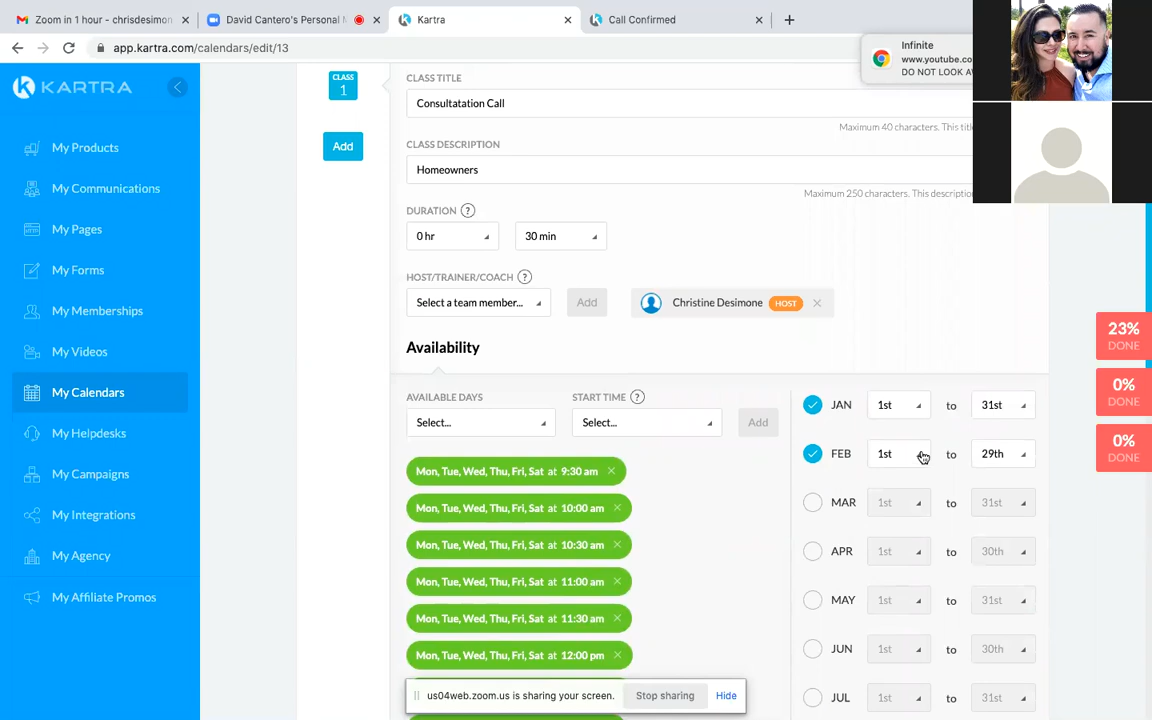 Zoom in 1 hour - chrisdesimon
David Cantero's Personal M
Kartra
Call Confirmed
app.kartra.com/calendars/edit/13
Infinite
www.youtube.co
DO NOT LOOK AW
KARTRA
My Products
My Communications
My Pages
My Forms
My Memberships
My Videos
My Calendars
My Helpdesks
My Campaigns
My Integrations
My Agency
My Affiliate Promos
CLASS
1
Add
CLASS TITLE
Consultatation Call
Maximum 40 characters. This title
CLASS DESCRIPTION
Homeowners
Maximum 250 characters. This description
DURATION ?
0 hr
30 min
HOST/TRAINER/COACH ?
Select a team member...
Add
Christine Desimone HOST
Availability
AVAILABLE DAYS
START TIME ?
Select...
Select...
Add
Mon, Tue, Wed, Thu, Fri, Sat at 9:30 am
Mon, Tue, Wed, Thu, Fri, Sat at 10:00 am
Mon, Tue, Wed, Thu, Fri, Sat at 10:30 am
Mon, Tue, Wed, Thu, Fri, Sat at 11:00 am
Mon, Tue, Wed, Thu, Fri, Sat at 11:30 am
Mon, Tue, Wed, Thu, Fri, Sat at 12:00 pm
JAN 1st to 31st
FEB 1st to 29th
MAR 1st to 31st
APR 1st to 30th
MAY 1st to 31st
JUN 1st to 30th
JUL 1st to 31st
23%
DONE
0%
DONE
0%
DONE
us04web.zoom.us is sharing your screen.
Stop sharing
Hide